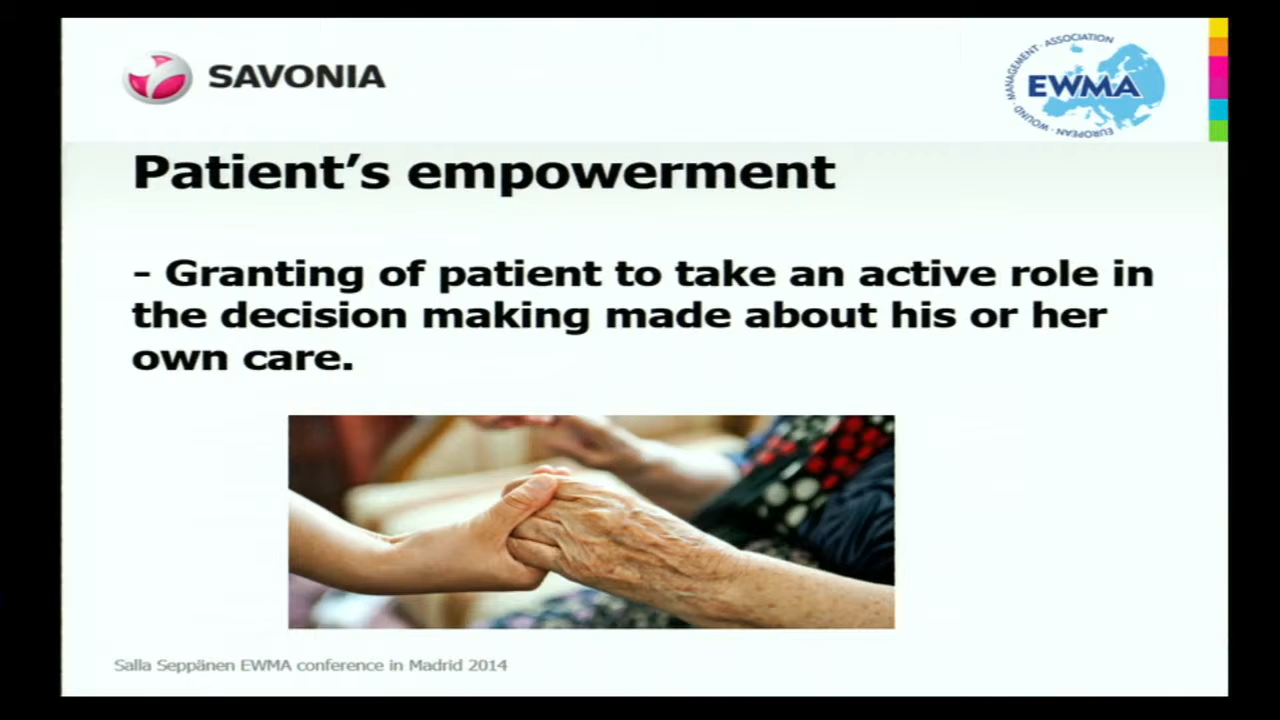 SAVONIA
EWMA
EUROPEAN · WOUND · MANAGEMENT · ASSOCIATION
Patient's empowerment
- Granting of patient to take an active role in
the decision making made about his or her
own care.
Salla Seppänen EWMA conference in Madrid 2014